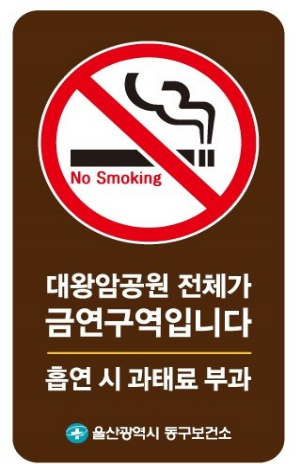 No Smoking
대왕암공원 전체가
금연구역입니다
흡연 시 과태료 부과
울산광역시 동구보건소